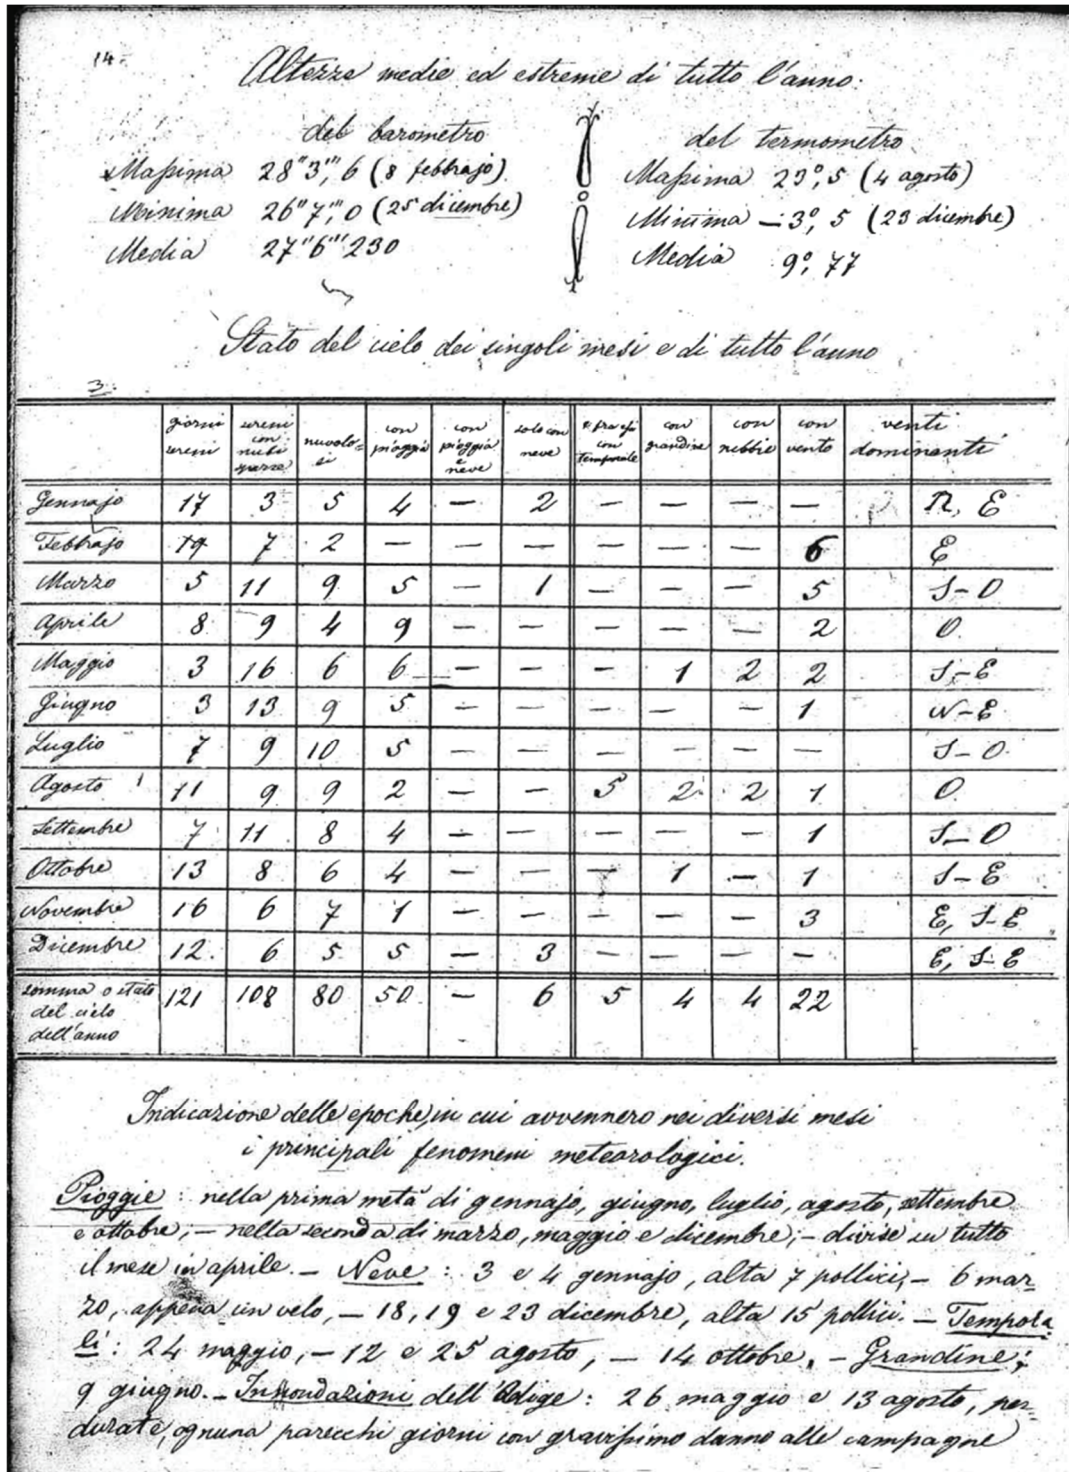 14.
Altezze medie ed estreme di tutto l'anno.
del barometro
Massima 28"3'",6 (8 febbrajo)
Minima 26"7'",0 (25 dicembre)
Media 27"6'"230
del termometro
Massima 23°,5 (4 agosto)
Minima —3°,5 (23 dicembre)
Media 9°,77
Stato del cielo dei singoli mesi e di tutto l'anno
3.
giorni sereni | sereni con nubi sparse | nuvolo=si | con pioggia | con pioggia e neve | solo con neve | con temporale | con grandine | con nebbie | con vento | venti dominanti
Gennajo 17 3 5 4 — 2 — — — — N, E
Febbrajo 19 7 2 — — — — — — 6 E
Marzo 5 11 9 5 — 1 — — — 5 S-O
Aprile 8 9 4 9 — — — — — 2 O.
Maggio 3 16 6 6 — — — 1 2 2 S-E
Giugno 3 13 9 5 — — — — — 1 N-E
Luglio 7 9 10 5 — — — — — — S-O
Agosto 11 9 9 2 — — 5 2 2 1 O.
Settembre 7 11 8 4 — — — — — 1 S-O
Ottobre 13 8 6 4 — — — 1 — 1 S-E
Novembre 16 6 7 1 — — — — — 3 E, S-E
Dicembre 12. 6 5 5 — 3 — — — — E, S-E
somma o stato del cielo dell'anno 121 108 80 50 — 6 5 4 4 22
Indicazione delle epoche, in cui avvennero nei diversi mesi
i principali fenomeni meteorologici.
Pioggie: nella prima metà di gennajo, giugno, luglio, agosto, settembre
e ottobre; — nella seconda di marzo, maggio e dicembre; — divise su tutto
il mese in aprile. — Neve: 3 e 4 gennajo, alta 7 pollici, — 6 mar=
zo, appena un velo, — 18, 19 e 23 dicembre, alta 15 pollici. — Tempora=
li: 24 maggio, — 12 e 25 agosto, — 14 ottobre. — Grandine:
9 giugno. — Innondazioni dell'Adige: 26 maggio e 13 agosto, per=
durate, ognuna parecchi giorni con gravissimo danno alle campagne